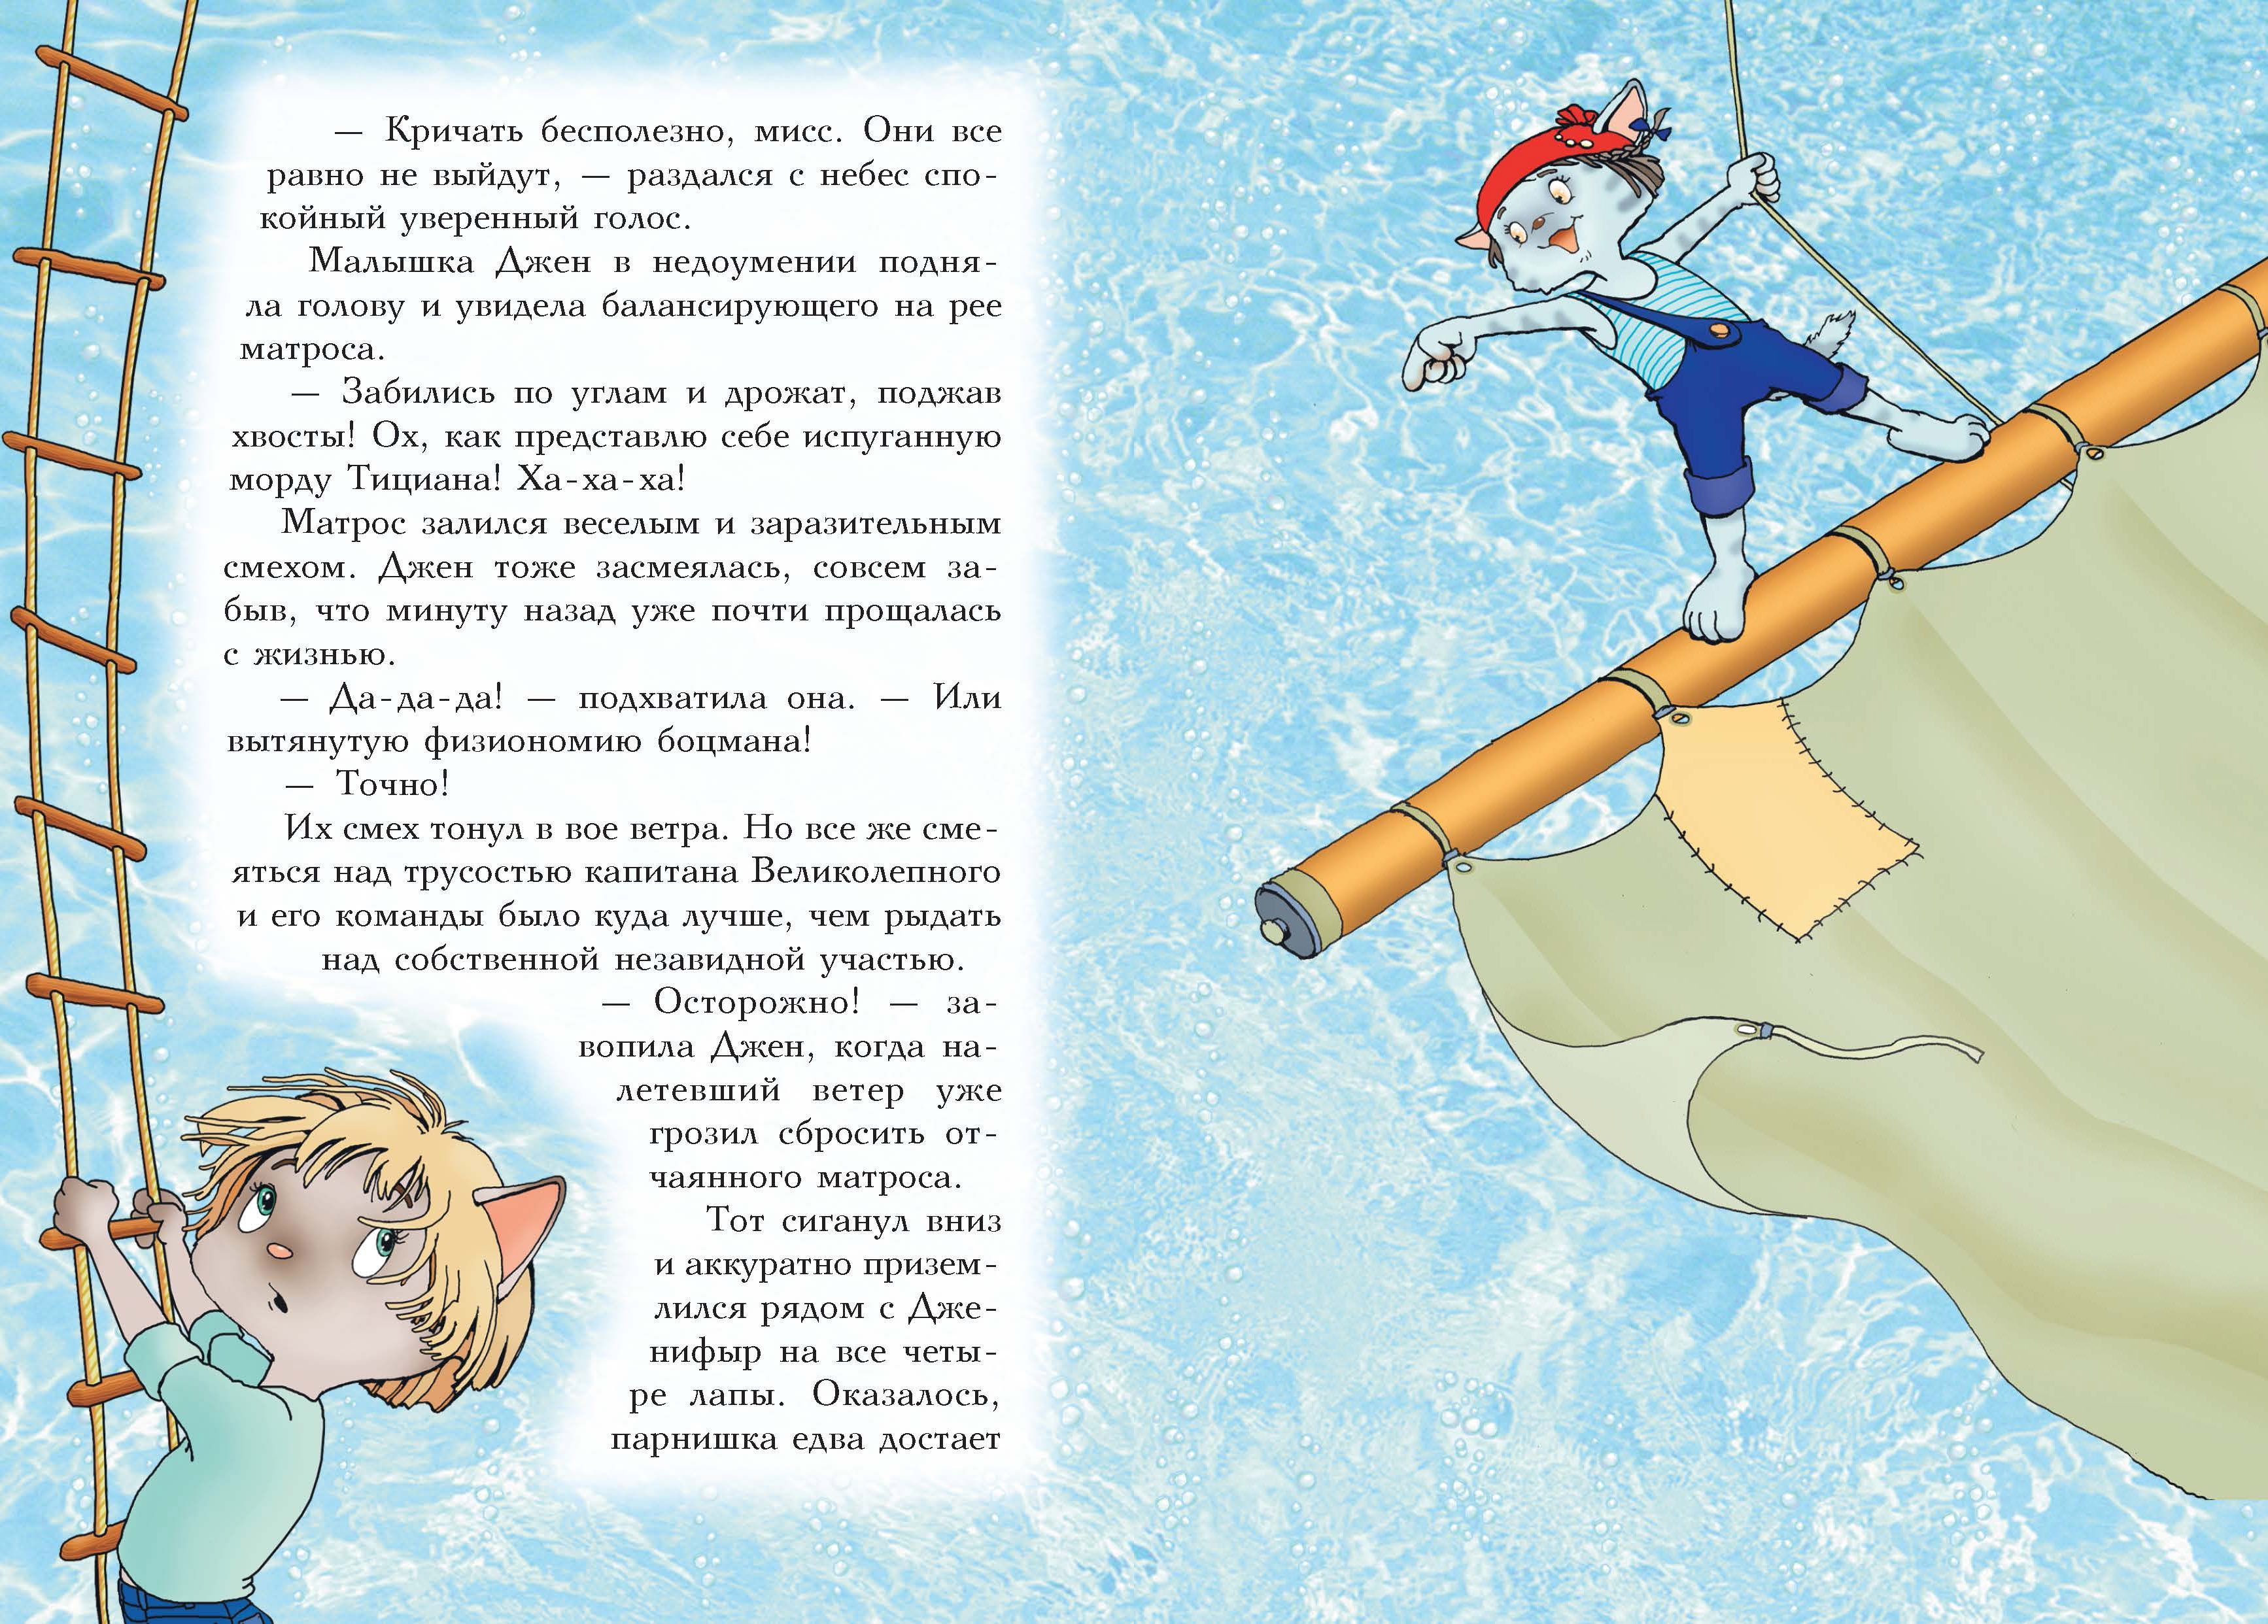 — Кричать бесполезно, мисс. Они все
равно не выйдут, — раздался с небес спо-
койный уверенный голос.
Малышка Джен в недоумении подня-
ла голову и увидела балансирующего на рее
матроса.
— Забились по углам и дрожат, поджав
хвосты! Ох, как представлю себе испуганную
морду Тициана! Ха-ха-ха!
Матрос залился веселым и заразительным
смехом. Джен тоже засмеялась, совсем за-
быв, что минуту назад уже почти прощалась
с жизнью.
— Да-да-да! — подхватила она. — Или
вытянутую физиономию боцмана!
— Точно!
Их смех тонул в вое ветра. Но все же сме-
яться над трусостью капитана Великолепного
и его команды было куда лучше, чем рыдать
над собственной незавидной участью.
— Осторожно! — за-
вопила Джен, когда на-
летевший ветер уже
грозил сбросить от-
чаянного матроса.
Тот сиганул вниз
и аккуратно призем-
лился рядом с Дже-
нифыр на все четы-
ре лапы. Оказалось,
парнишка едва достает